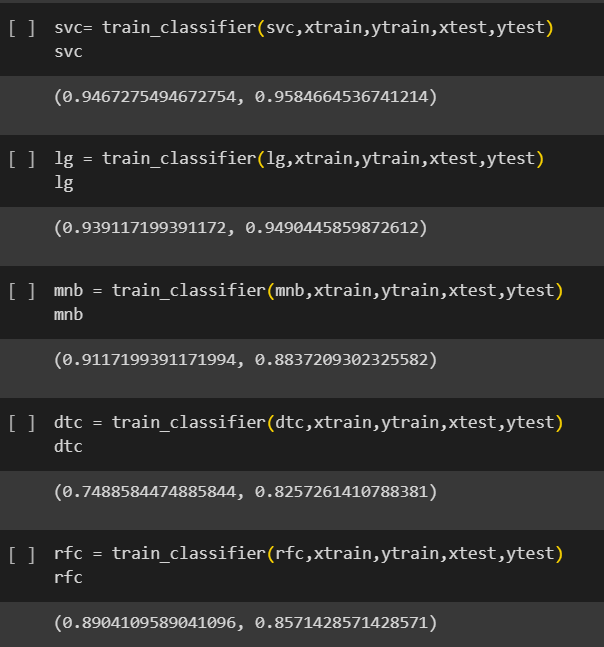 [ ] svc= train_classifier(svc,xtrain,ytrain,xtest,ytest)
svc
(0.9467275494672754, 0.9584664536741214)
[ ] lg = train_classifier(lg,xtrain,ytrain,xtest,ytest)
lg
(0.939117199391172, 0.9490445859872612)
[ ] mnb = train_classifier(mnb,xtrain,ytrain,xtest,ytest)
mnb
(0.9117199391171994, 0.8837209302325582)
[ ] dtc = train_classifier(dtc,xtrain,ytrain,xtest,ytest)
dtc
(0.7488584474885844, 0.8257261410788381)
[ ] rfc = train_classifier(rfc,xtrain,ytrain,xtest,ytest)
rfc
(0.8904109589041096, 0.8571428571428571)